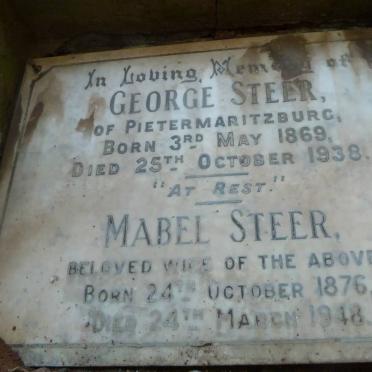 In Loving Memory of
GEORGE STEER,
OF PIETERMARITZBURG,
BORN 3RD MAY 1869,
DIED 25TH OCTOBER 1938.
"AT REST."
MABEL STEER,
BELOVED WIFE OF THE ABOVE
BORN 24TH OCTOBER 1876,
DIED 24TH MARCH 1948.